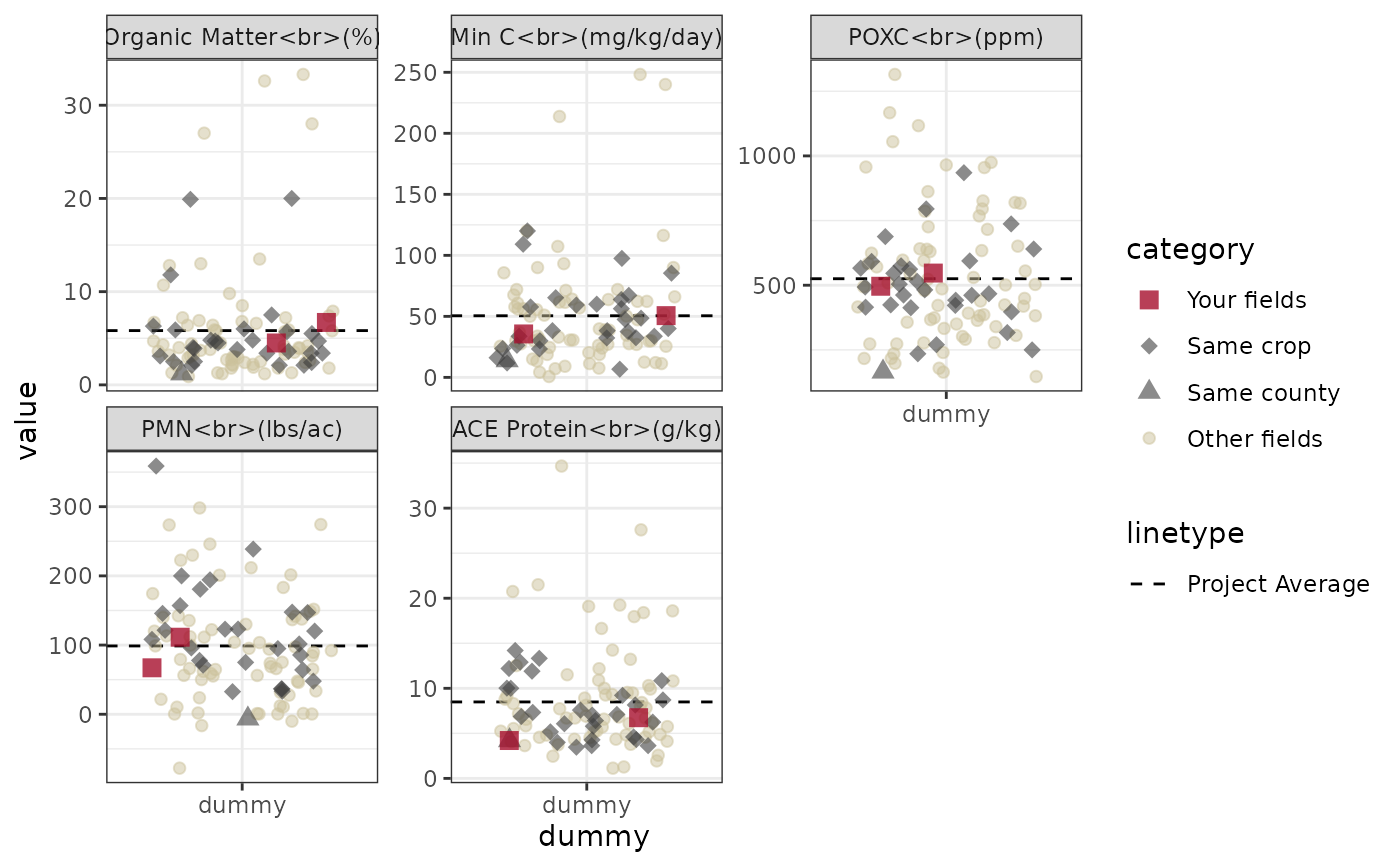 Organic Matter<br>(%)
Min C<br>(mg/kg/day)
POXC<br>(ppm)
30
20
10
0
250
200
150
100
50
0
1000
500
dummy
PMN<br>(lbs/ac)
ACE Protein<br>(g/kg)
300
200
100
0
30
20
10
0
dummy
dummy
dummy
value
category
Your fields
Same crop
Same county
Other fields
linetype
Project Average